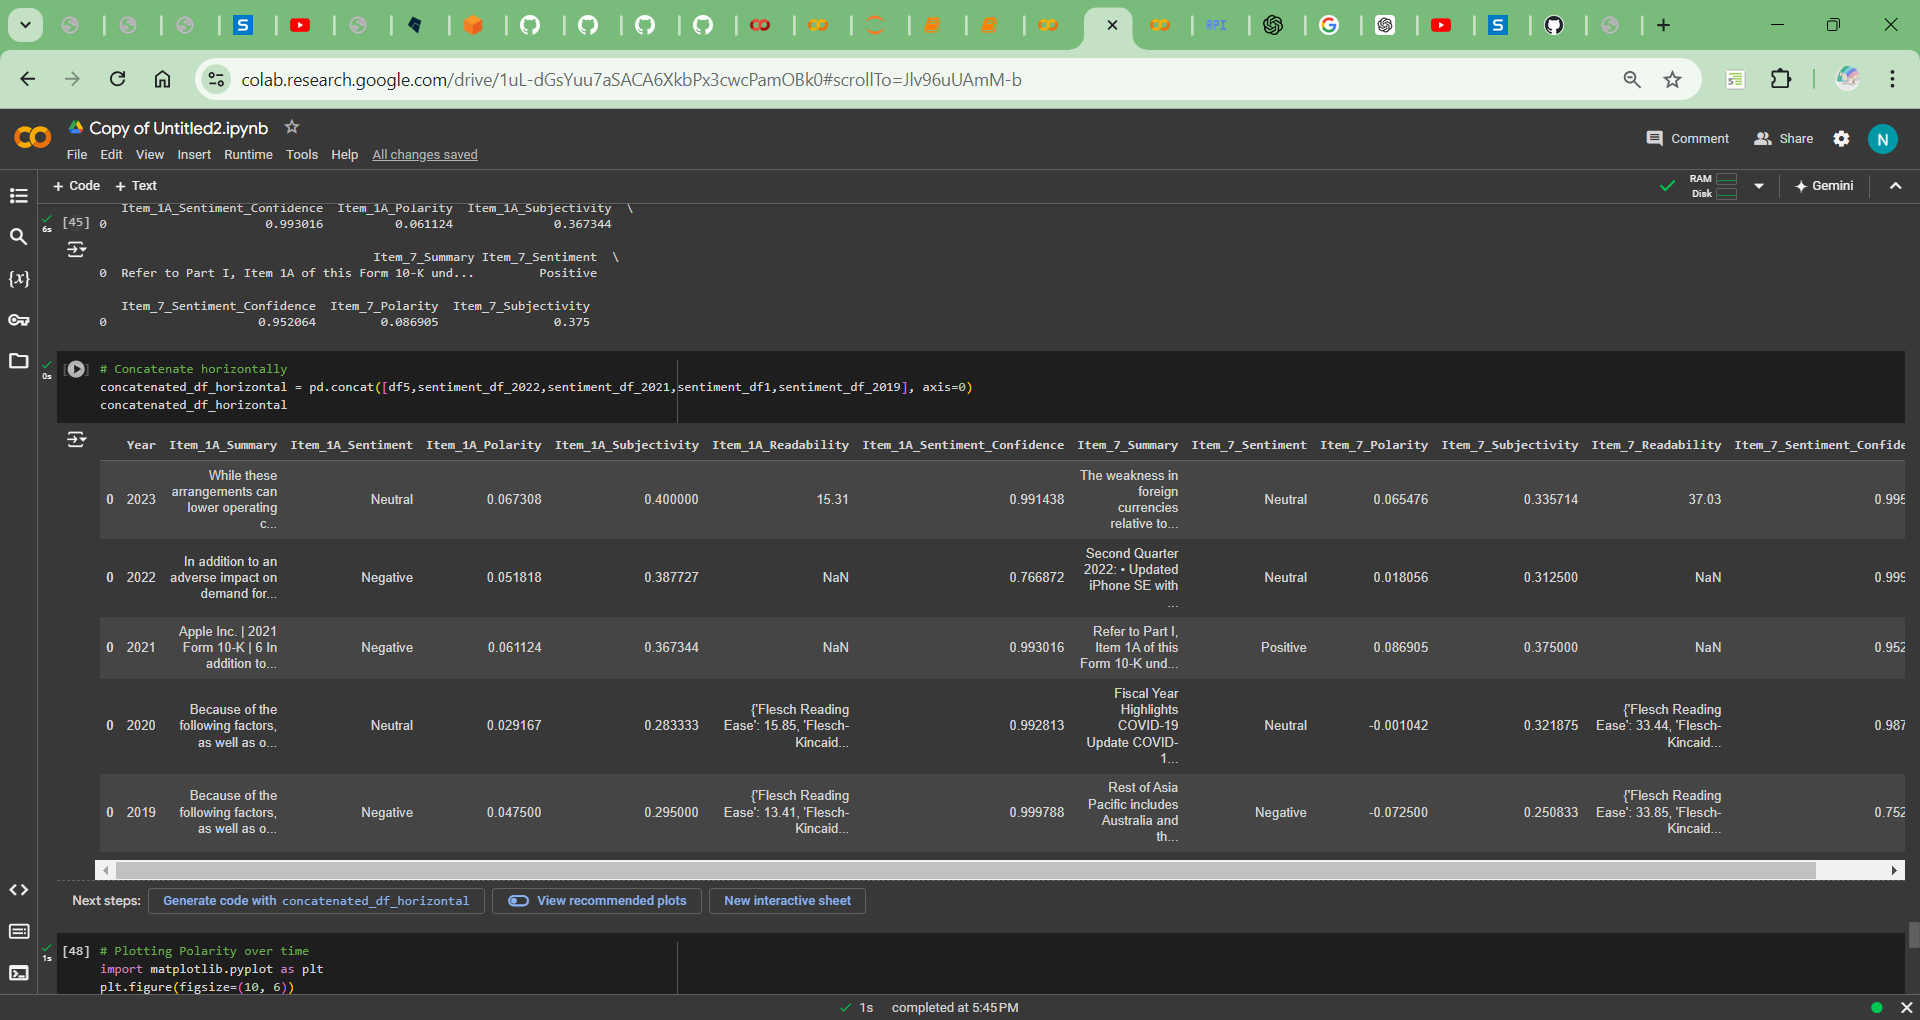 colab.research.google.com/drive/1uL-dGsYuu7aSACA6XkbPx3cwcPamOBk0#scrollTo=Jlv96uUAmM-b
Copy of Untitled2.ipynb
File Edit View Insert Runtime Tools Help All changes saved
Comment Share N
+ Code + Text
RAM
Disk
Gemini
Item_1A_Sentiment_Confidence Item_1A_Polarity Item_1A_Subjectivity \
6s [45] 0 0.993016 0.061124 0.367344
Item_7_Summary Item_7_Sentiment \
0 Refer to Part I, Item 1A of this Form 10-K und... Positive
Item_7_Sentiment_Confidence Item_7_Polarity Item_7_Subjectivity
0 0.952064 0.086905 0.375
0s
# Concatenate horizontally
concatenated_df_horizontal = pd.concat([df5,sentiment_df_2022,sentiment_df_2021,sentiment_df1,sentiment_df_2019], axis=0)
concatenated_df_horizontal
Year Item_1A_Summary Item_1A_Sentiment Item_1A_Polarity Item_1A_Subjectivity Item_1A_Readability Item_1A_Sentiment_Confidence Item_7_Summary Item_7_Sentiment Item_7_Polarity Item_7_Subjectivity Item_7_Readability Item_7_Sentiment_Confide
While these The weakness in
arrangements can foreign
0 2023 lower operating Neutral 0.067308 0.400000 15.31 0.991438 currencies Neutral 0.065476 0.335714 37.03 0.995
c... relative to...
Second Quarter
In addition to an 2022: • Updated
0 2022 adverse impact on Negative 0.051818 0.387727 NaN 0.766872 iPhone SE with Neutral 0.018056 0.312500 NaN 0.999
demand for... ...
Apple Inc. | 2021 Refer to Part I,
0 2021 Form 10-K | 6 In Negative 0.061124 0.367344 NaN 0.993016 Item 1A of this Positive 0.086905 0.375000 NaN 0.952
addition to... Form 10-K und...
Fiscal Year
Because of the {'Flesch Reading Highlights {'Flesch Reading
0 2020 following factors, Neutral 0.029167 0.283333 Ease': 15.85, 'Flesch- 0.992813 COVID-19 Neutral -0.001042 0.321875 Ease': 33.44, 'Flesch- 0.987
as well as o... Kincaid... Update COVID- Kincaid...
1...
Rest of Asia
Because of the {'Flesch Reading Pacific includes {'Flesch Reading
0 2019 following factors, Negative 0.047500 0.295000 Ease': 13.41, 'Flesch- 0.999788 Australia and Negative -0.072500 0.250833 Ease': 33.85, 'Flesch- 0.752
as well as o... Kincaid... th... Kincaid...
Next steps: Generate code with concatenated_df_horizontal View recommended plots New interactive sheet
[48] # Plotting Polarity over time
1s import matplotlib.pyplot as plt
plt.figure(figsize=(10, 6))
1s completed at 5:45 PM